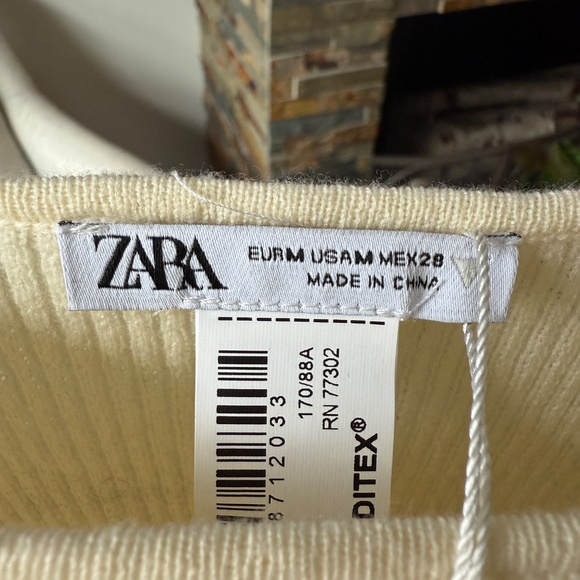 ZARA
EUR M USA M MEX 28
MADE IN CHINA
170/88A
RN 77302
8712033
DITEX®